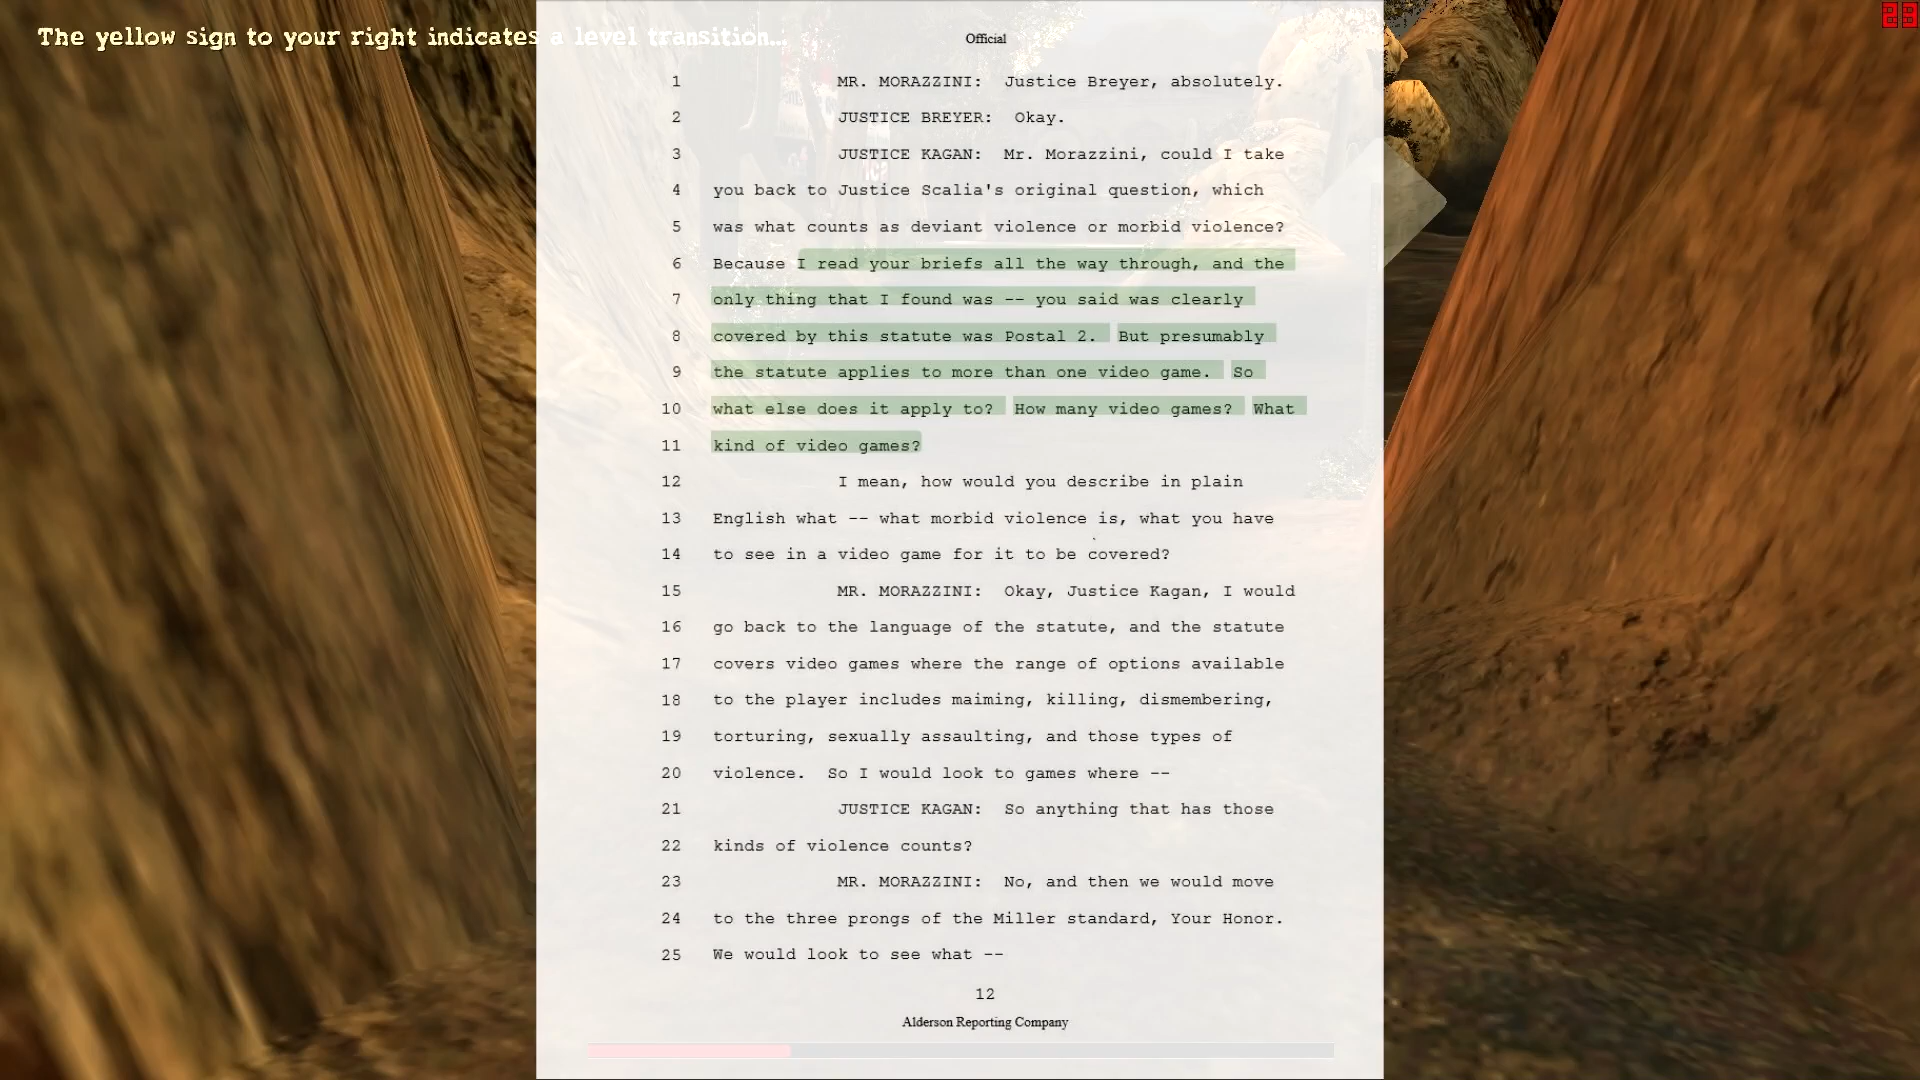 The yellow sign to your right indicates a level transition...
23
Official
1 MR. MORAZZINI: Justice Breyer, absolutely.
2 JUSTICE BREYER: Okay.
3 JUSTICE KAGAN: Mr. Morazzini, could I take
4 you back to Justice Scalia's original question, which
5 was what counts as deviant violence or morbid violence?
6 Because I read your briefs all the way through, and the
7 only thing that I found was -- you said was clearly
8 covered by this statute was Postal 2. But presumably
9 the statute applies to more than one video game. So
10 what else does it apply to? How many video games? What
11 kind of video games?
12 I mean, how would you describe in plain
13 English what -- what morbid violence is, what you have
14 to see in a video game for it to be covered?
15 MR. MORAZZINI: Okay, Justice Kagan, I would
16 go back to the language of the statute, and the statute
17 covers video games where the range of options available
18 to the player includes maiming, killing, dismembering,
19 torturing, sexually assaulting, and those types of
20 violence. So I would look to games where --
21 JUSTICE KAGAN: So anything that has those
22 kinds of violence counts?
23 MR. MORAZZINI: No, and then we would move
24 to the three prongs of the Miller standard, Your Honor.
25 We would look to see what --
12
Alderson Reporting Company